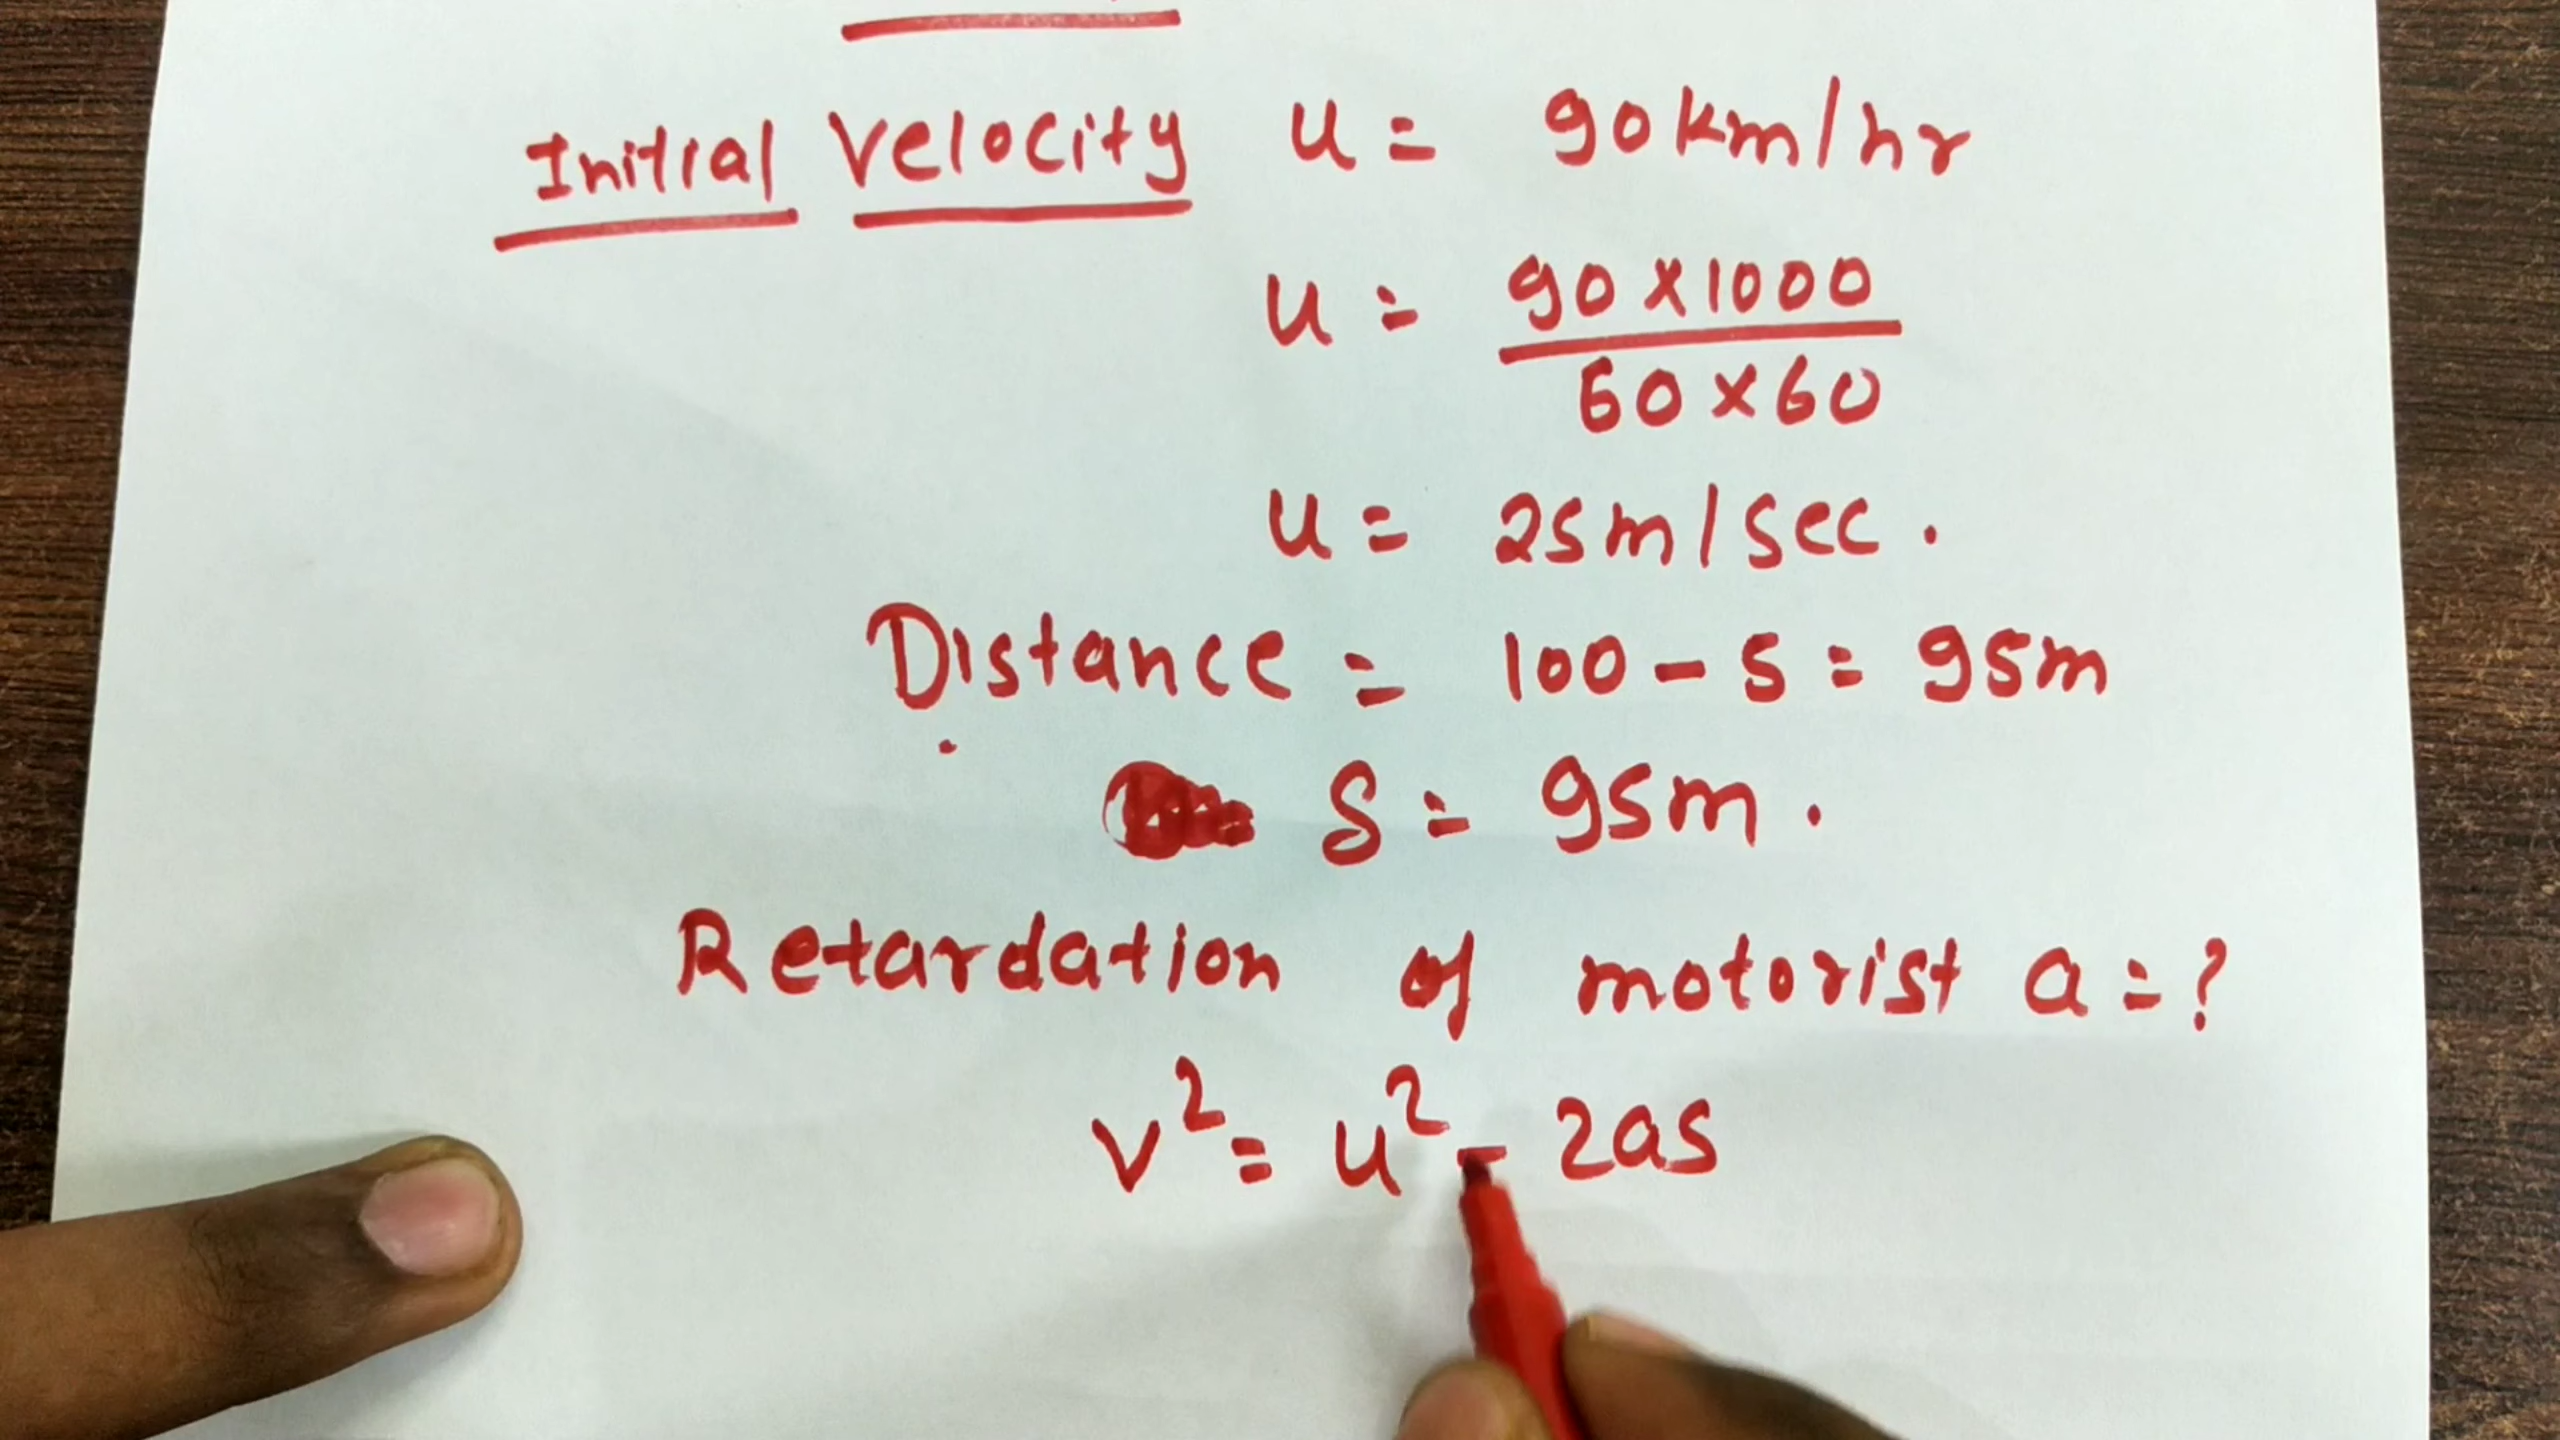 Initial Velocity u = 90km/hr
u = 90×1000
60×60
u = 25m/sec.
Distance = 100-5 = 95m
S = 95m.
Retardation of motorist a=?
v² = u² - 2as